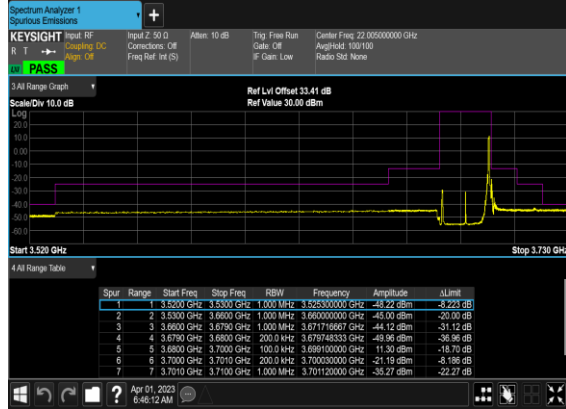 Spectrum Analyzer 1
Spurious Emissions
KEYSIGHT Input: RF Input Z: 50 Ω Atten: 10 dB Trig: Free Run Center Freq: 22.005000000 GHz
R T Coupling: DC Corrections: Off Gate: Off Avg|Hold: 100/100
Align: Off Freq Ref: Int (S) IF Gain: Low Radio Std: None
PASS
3 All Range Graph
Ref Lvl Offset 33.41 dB
Scale/Div 10.0 dB Ref Value 30.00 dBm
Log
20.0
10.0
0.00
-10.0
-20.0
-30.0
-40.0
-50.0
-60.0
Start 3.520 GHz Stop 3.730 GHz
4 All Range Table
Spur Range Start Freq Stop Freq RBW Frequency Amplitude ΔLimit
1 1 3.5200 GHz 3.5300 GHz 1.000 MHz 3.525300000 GHz -48.22 dBm -8.223 dB
2 2 3.5300 GHz 3.6600 GHz 1.000 MHz 3.660000000 GHz -45.00 dBm -20.00 dB
3 3 3.6600 GHz 3.6790 GHz 1.000 MHz 3.671716667 GHz -44.12 dBm -31.12 dB
4 4 3.6790 GHz 3.6800 GHz 200.0 kHz 3.679748333 GHz -49.96 dBm -36.96 dB
5 5 3.6800 GHz 3.7000 GHz 100.0 kHz 3.699100000 GHz 11.30 dBm -18.70 dB
6 6 3.7000 GHz 3.7010 GHz 200.0 kHz 3.700030000 GHz -21.19 dBm -8.186 dB
7 7 3.7010 GHz 3.7100 GHz 1.000 MHz 3.701120000 GHz -35.27 dBm -22.27 dB
? Apr 01, 2023
6:46:12 AM